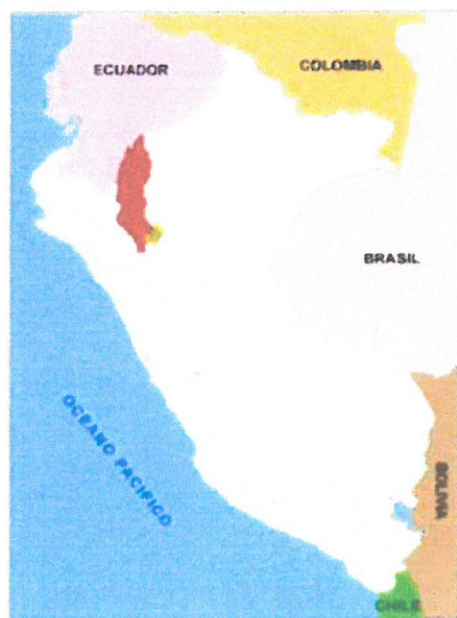 ECUADOR
COLOMBIA
BRASIL
OCEANO PACIFICO
BOLIVIA
CHILE